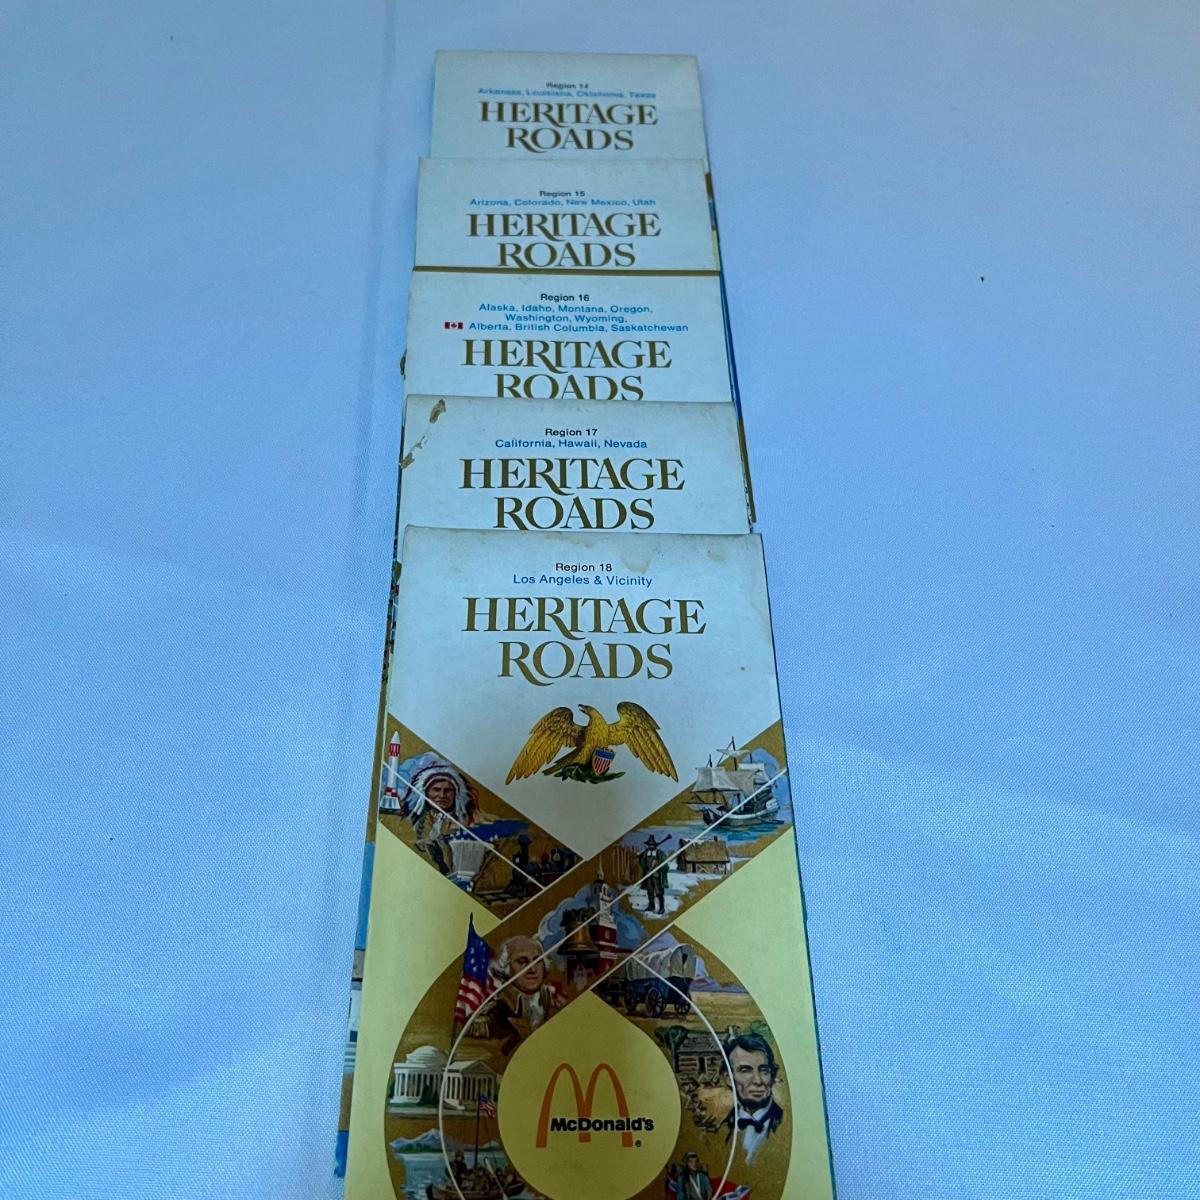 Region 14
Arkansas, Louisiana, Oklahoma, Texas
HERITAGE
ROADS
Region 15
Arizona, Colorado, New Mexico, Utah
HERITAGE
ROADS
Region 16
Alaska, Idaho, Montana, Oregon,
Washington, Wyoming,
Alberta, British Columbia, Saskatchewan
HERITAGE
ROADS
Region 17
California, Hawaii, Nevada
HERITAGE
ROADS
Region 18
Los Angeles & Vicinity
HERITAGE
ROADS
McDonald's
®